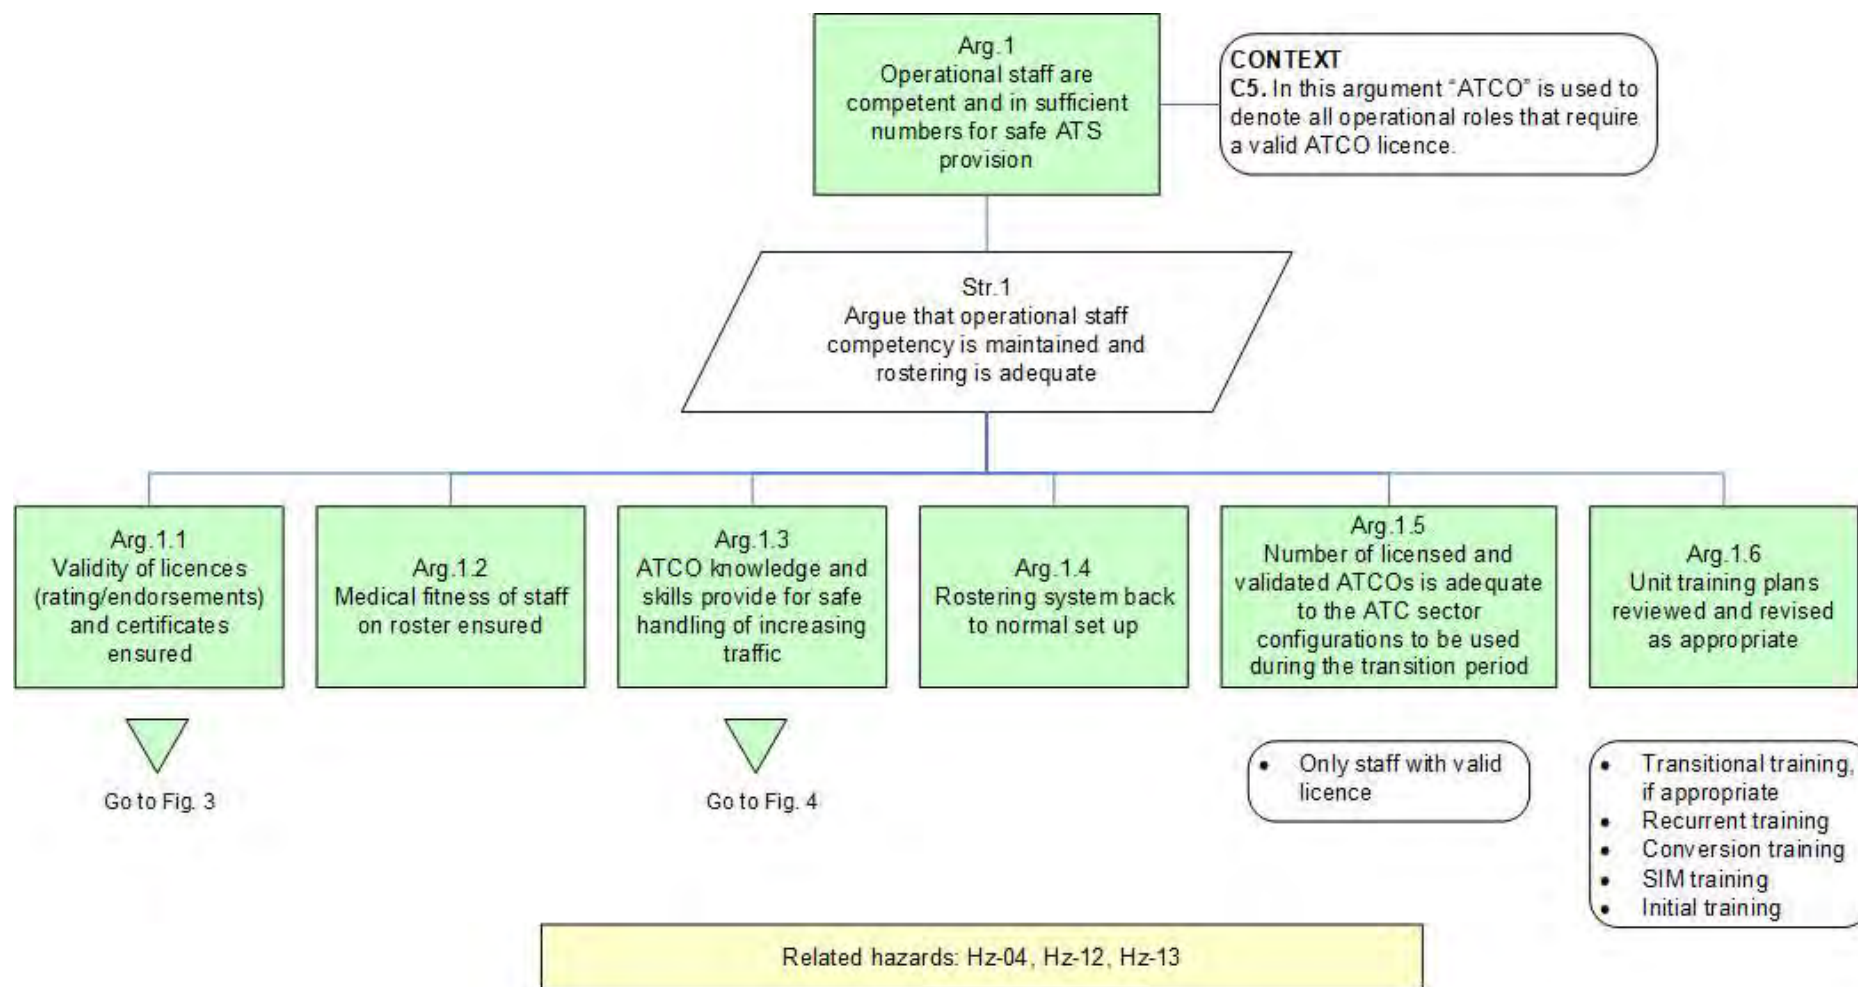 Arg.1
Operational staff are
competent and in sufficient
numbers for safe ATS
provision
CONTEXT
C5. In this argument “ATCO” is used to
denote all operational roles that require
a valid ATCO licence.
Str.1
Argue that operational staff
competency is maintained and
rostering is adequate
Arg.1.1
Validity of licences
(rating/endorsements)
and certificates
ensured
Arg.1.2
Medical fitness of staff
on roster ensured
Arg.1.3
ATCO knowledge and
skills provide for safe
handling of increasing
traffic
Arg.1.4
Rostering system back
to normal set up
Arg.1.5
Number of licensed and
validated ATCOs is adequate
to the ATC sector
configurations to be used
during the transition period
Arg.1.6
Unit training plans
reviewed and revised
as appropriate
Go to Fig. 3
Go to Fig. 4
• Only staff with valid
licence
• Transitional training,
if appropriate
• Recurrent training
• Conversion training
• SIM training
• Initial training
Related hazards: Hz-04, Hz-12, Hz-13